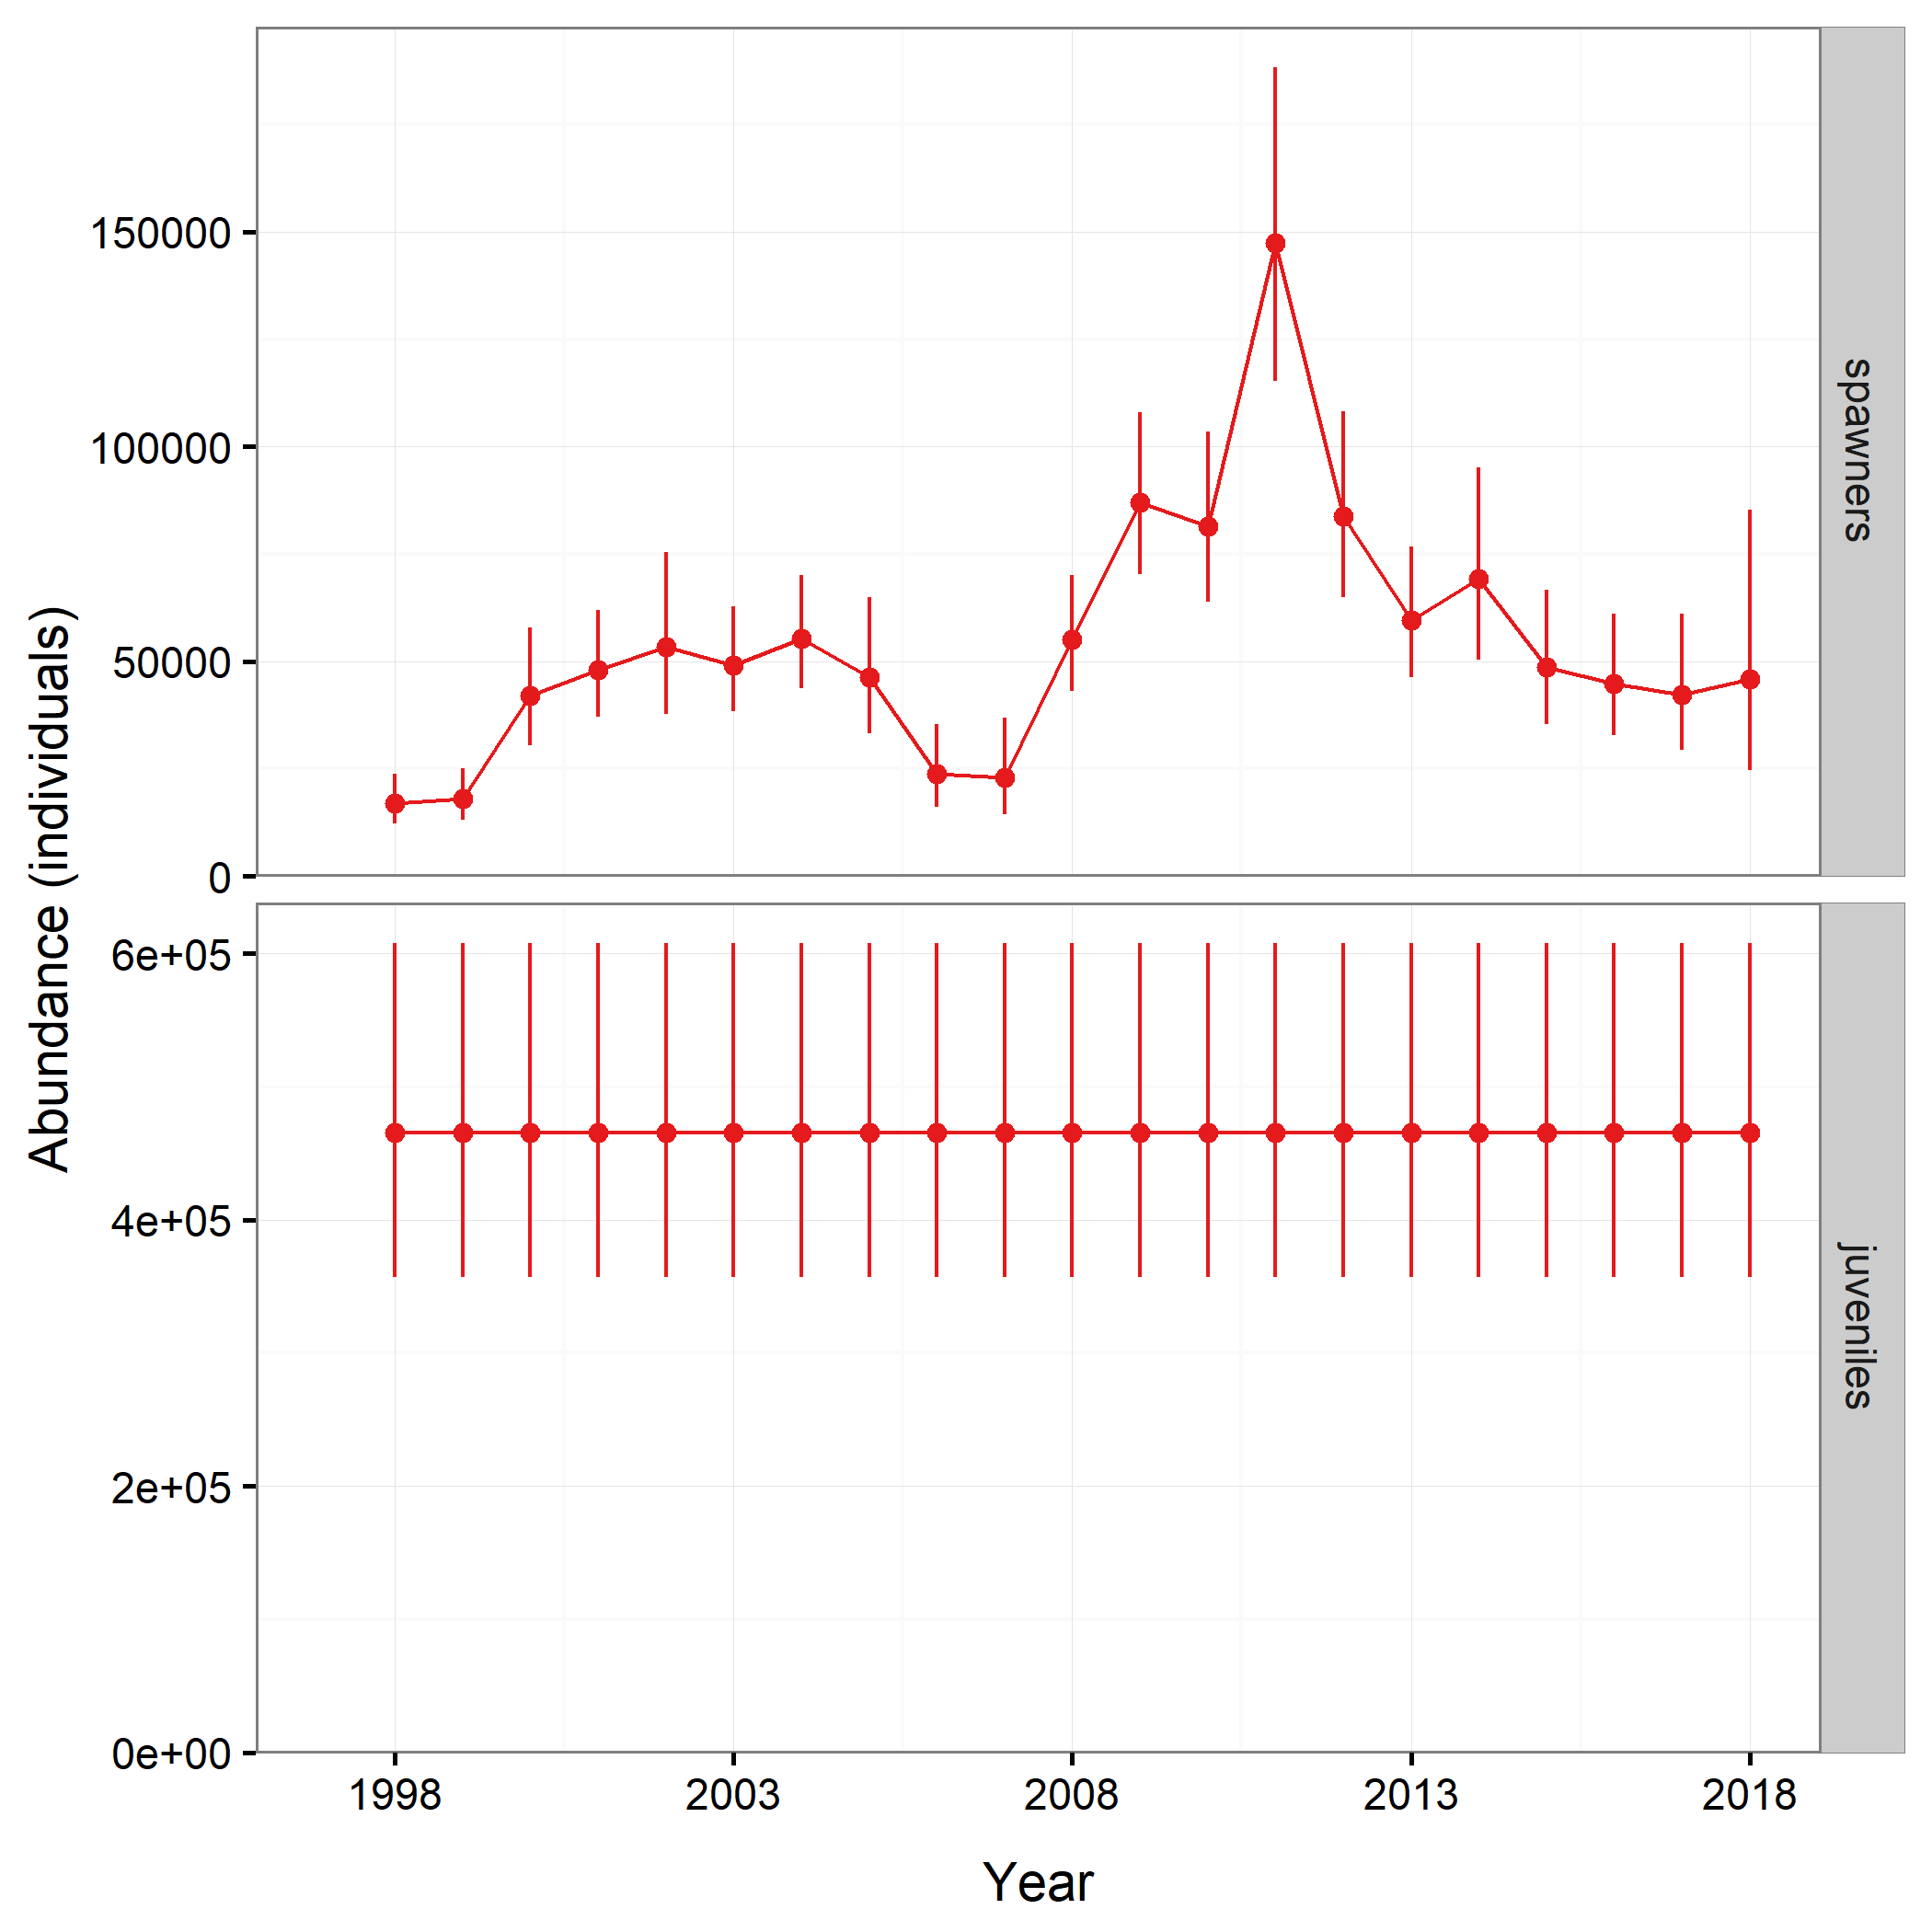 Abundance (individuals)
150000
100000
50000
0
spawners
6e+05
4e+05
2e+05
0e+00
juveniles
1998 2003 2008 2013 2018
Year